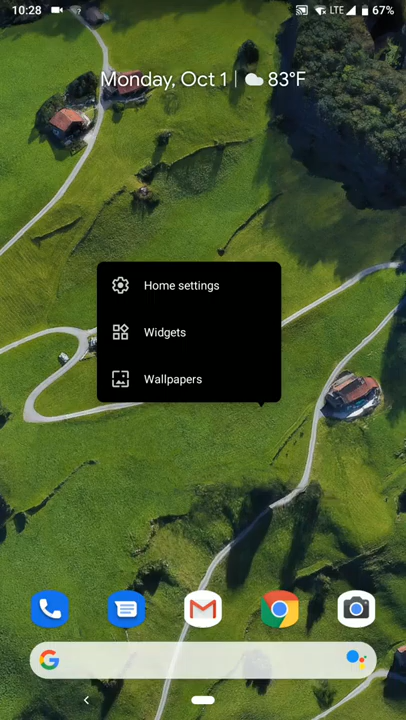 10:28
LTE
67%
Monday, Oct 1 | 83°F
Home settings
Widgets
Wallpapers